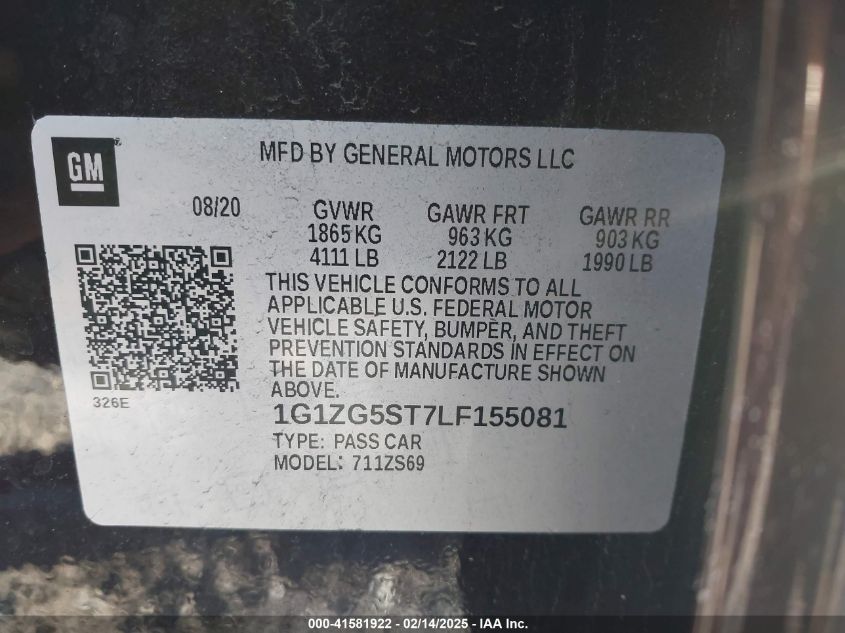 GM
MFD BY GENERAL MOTORS LLC
08/20 GVWR GAWR FRT GAWR RR
1865 KG 963 KG 903 KG
4111 LB 2122 LB 1990 LB
THIS VEHICLE CONFORMS TO ALL
APPLICABLE U.S. FEDERAL MOTOR
VEHICLE SAFETY, BUMPER, AND THEFT
PREVENTION STANDARDS IN EFFECT ON
THE DATE OF MANUFACTURE SHOWN
ABOVE.
326E
1G1ZG5ST7LF155081
TYPE: PASS CAR
MODEL: 711ZS69
000-41581922 - 02/14/2025 - IAA Inc.